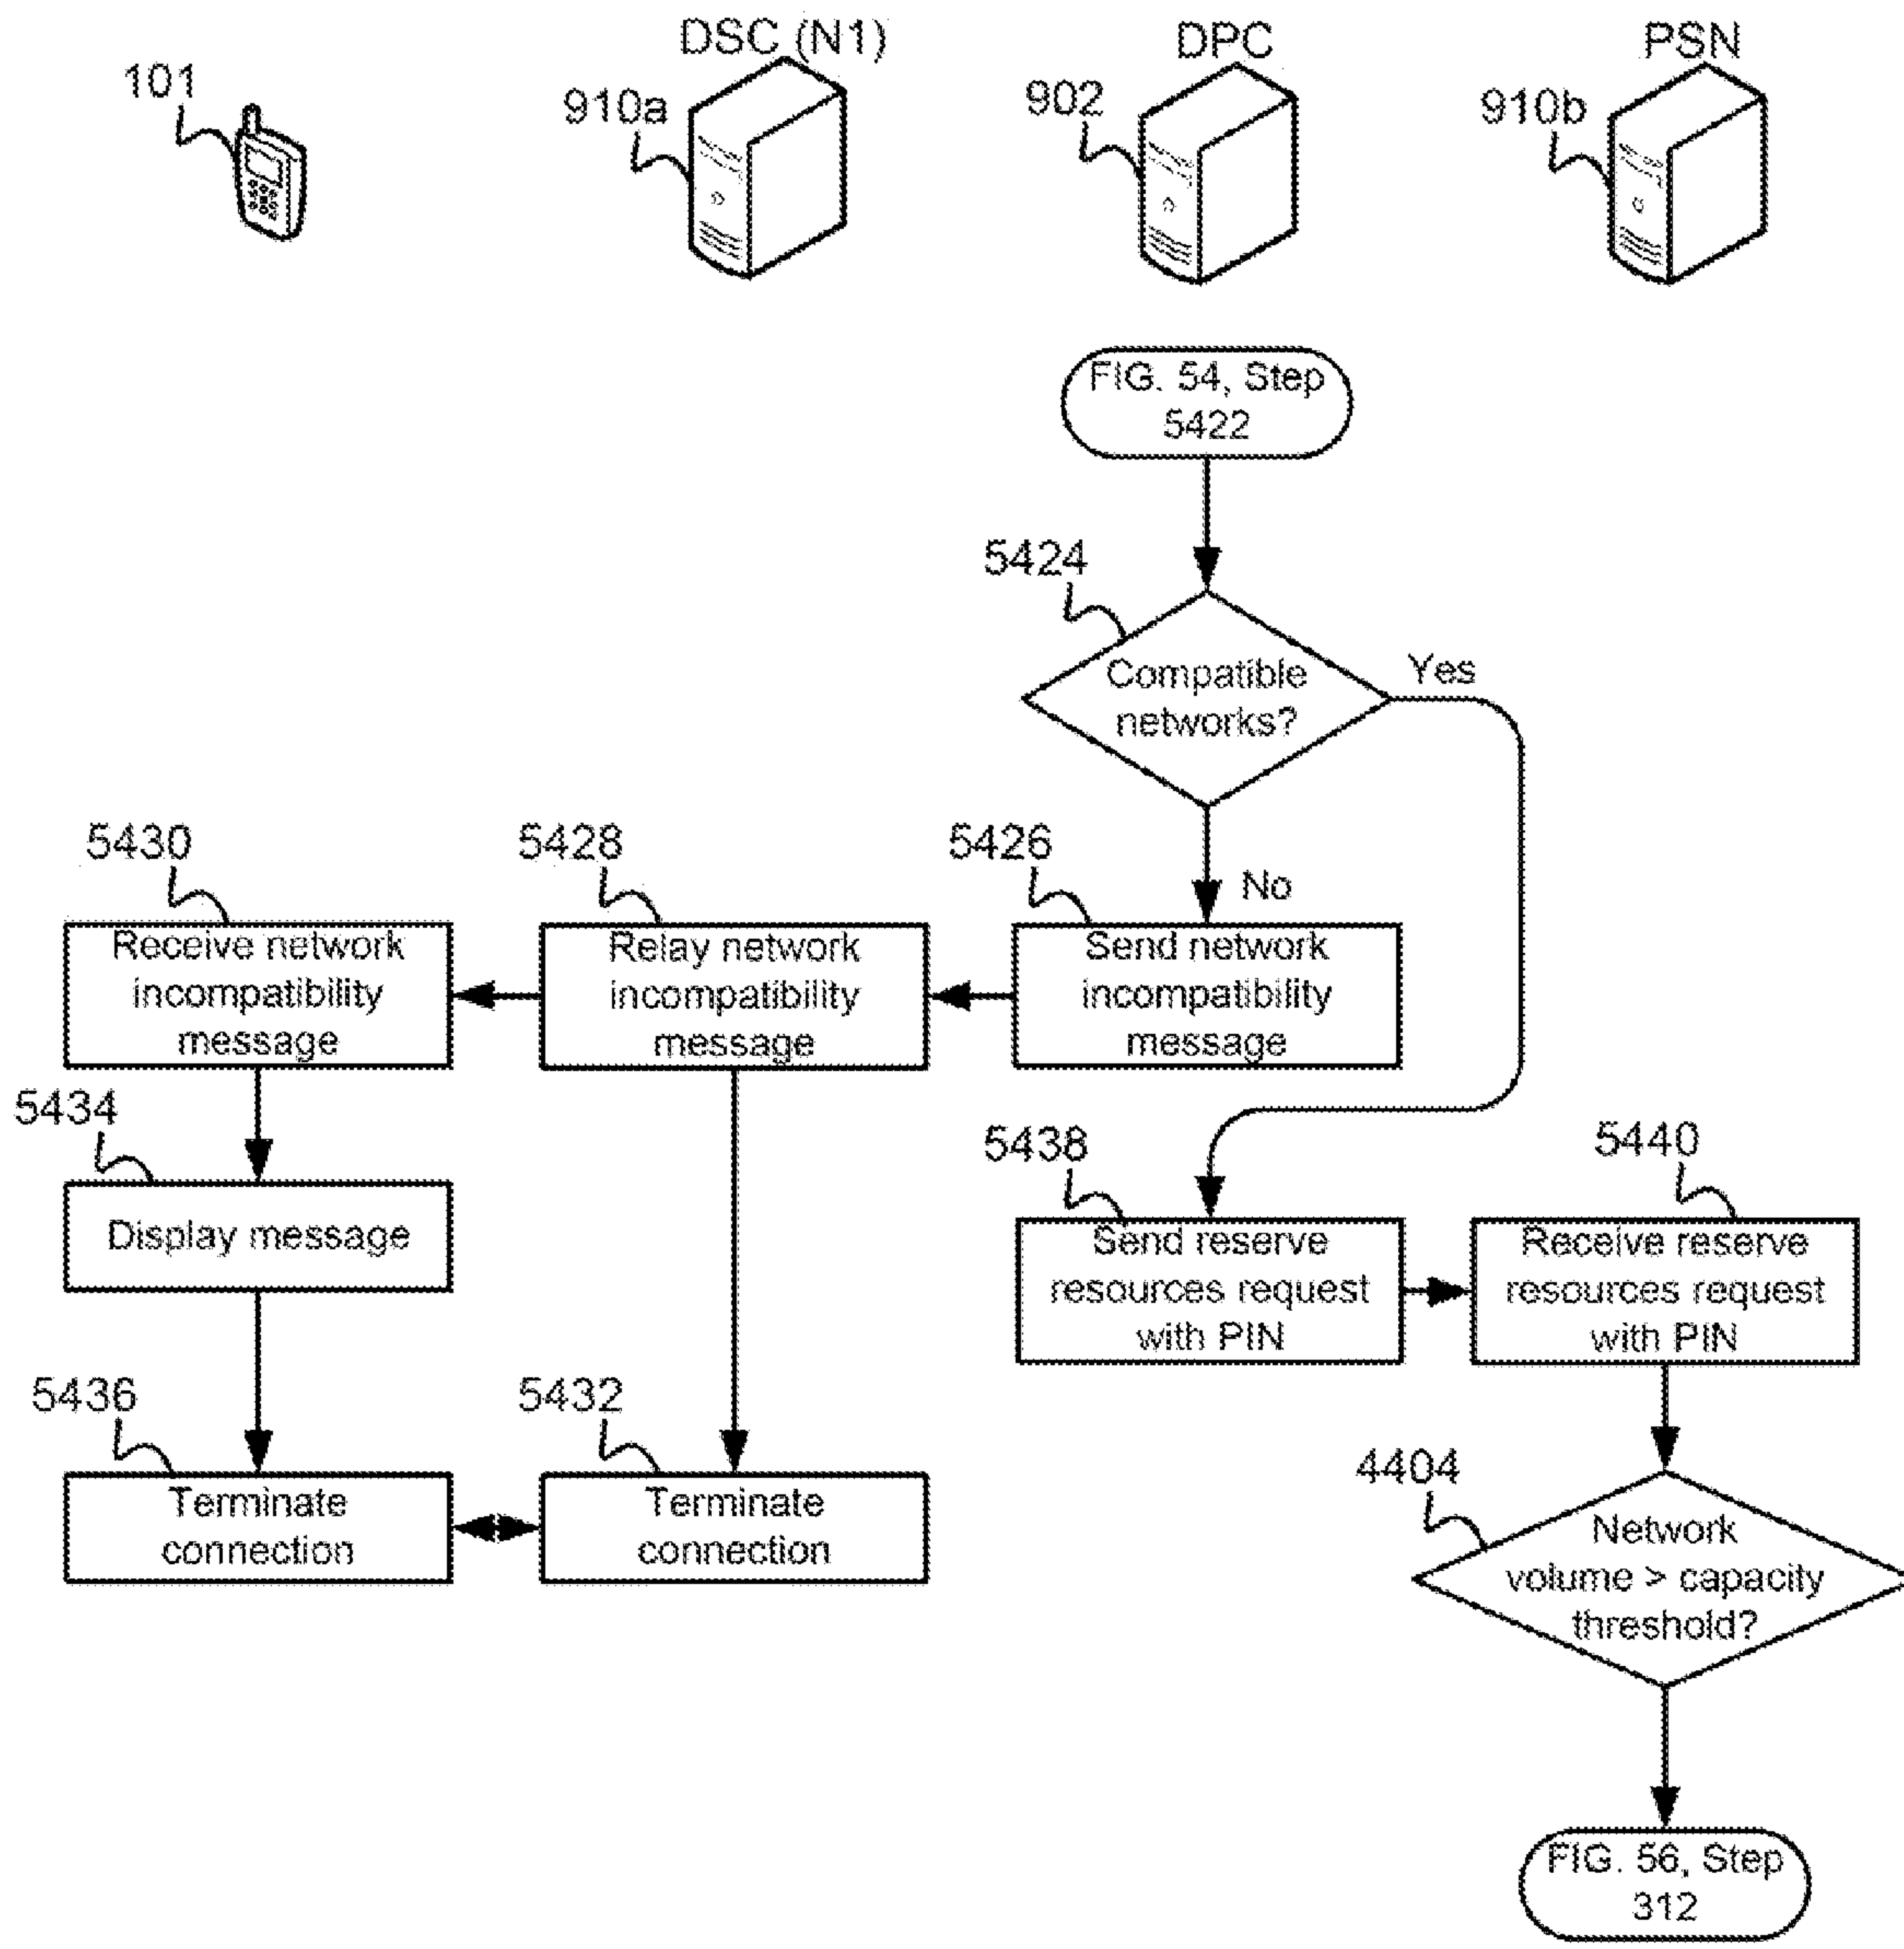 DSC (N1)
DPC
PSN
101
910a
902
910b
FIG. 54, Step
5422
5424
Compatible
networks?
Yes
No
5430
5428
5426
Receive network
incompatibility
message
Relay network
incompatibility
message
Send network
incompatibility
message
5434
Display message
5438
5440
Send reserve
resources request
with PIN
Receive reserve
resources request
with PIN
5436
5432
Terminate
connection
Terminate
connection
4404
Network
volume > capacity
threshold?
FIG. 56, Step
312